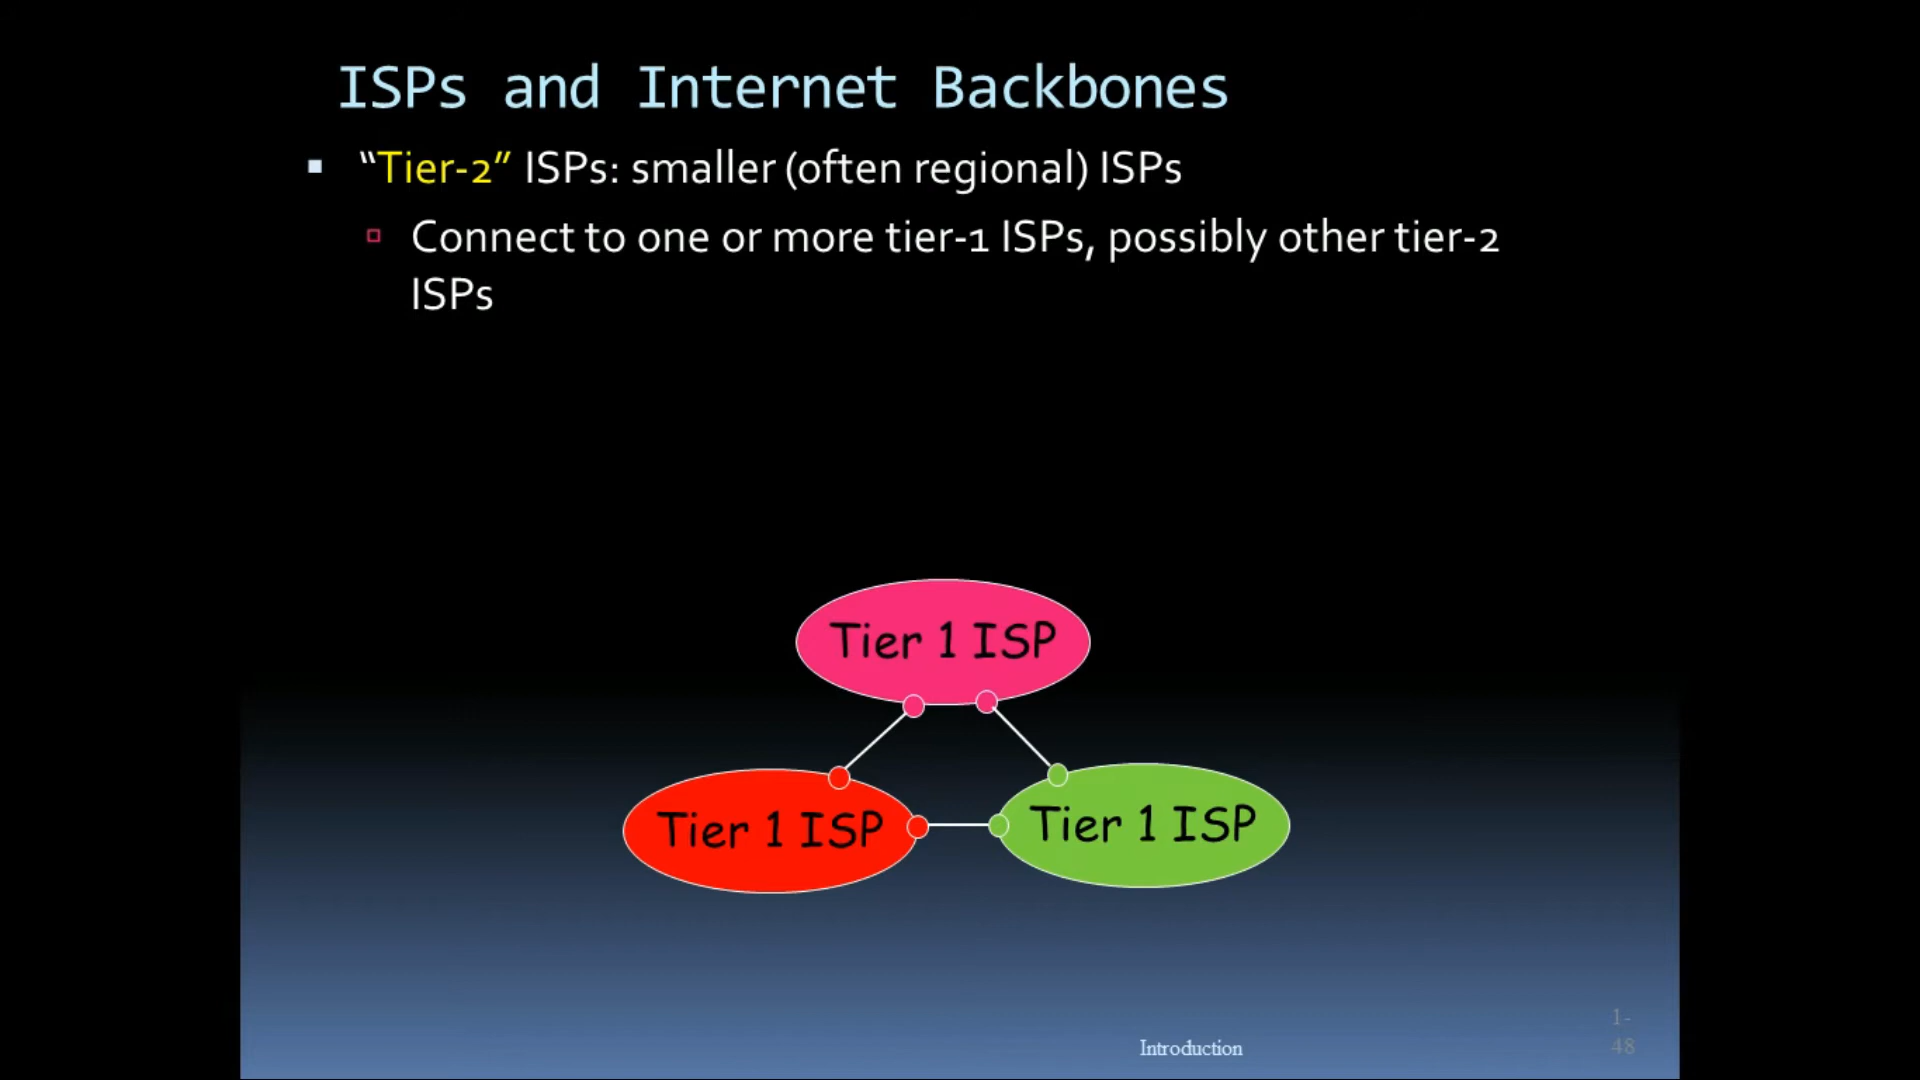 ISPs and Internet Backbones
“Tier-2” ISPs: smaller (often regional) ISPs
Connect to one or more tier-1 ISPs, possibly other tier-2
ISPs
Tier 1 ISP
Tier 1 ISP
Tier 1 ISP
Introduction
1-
48